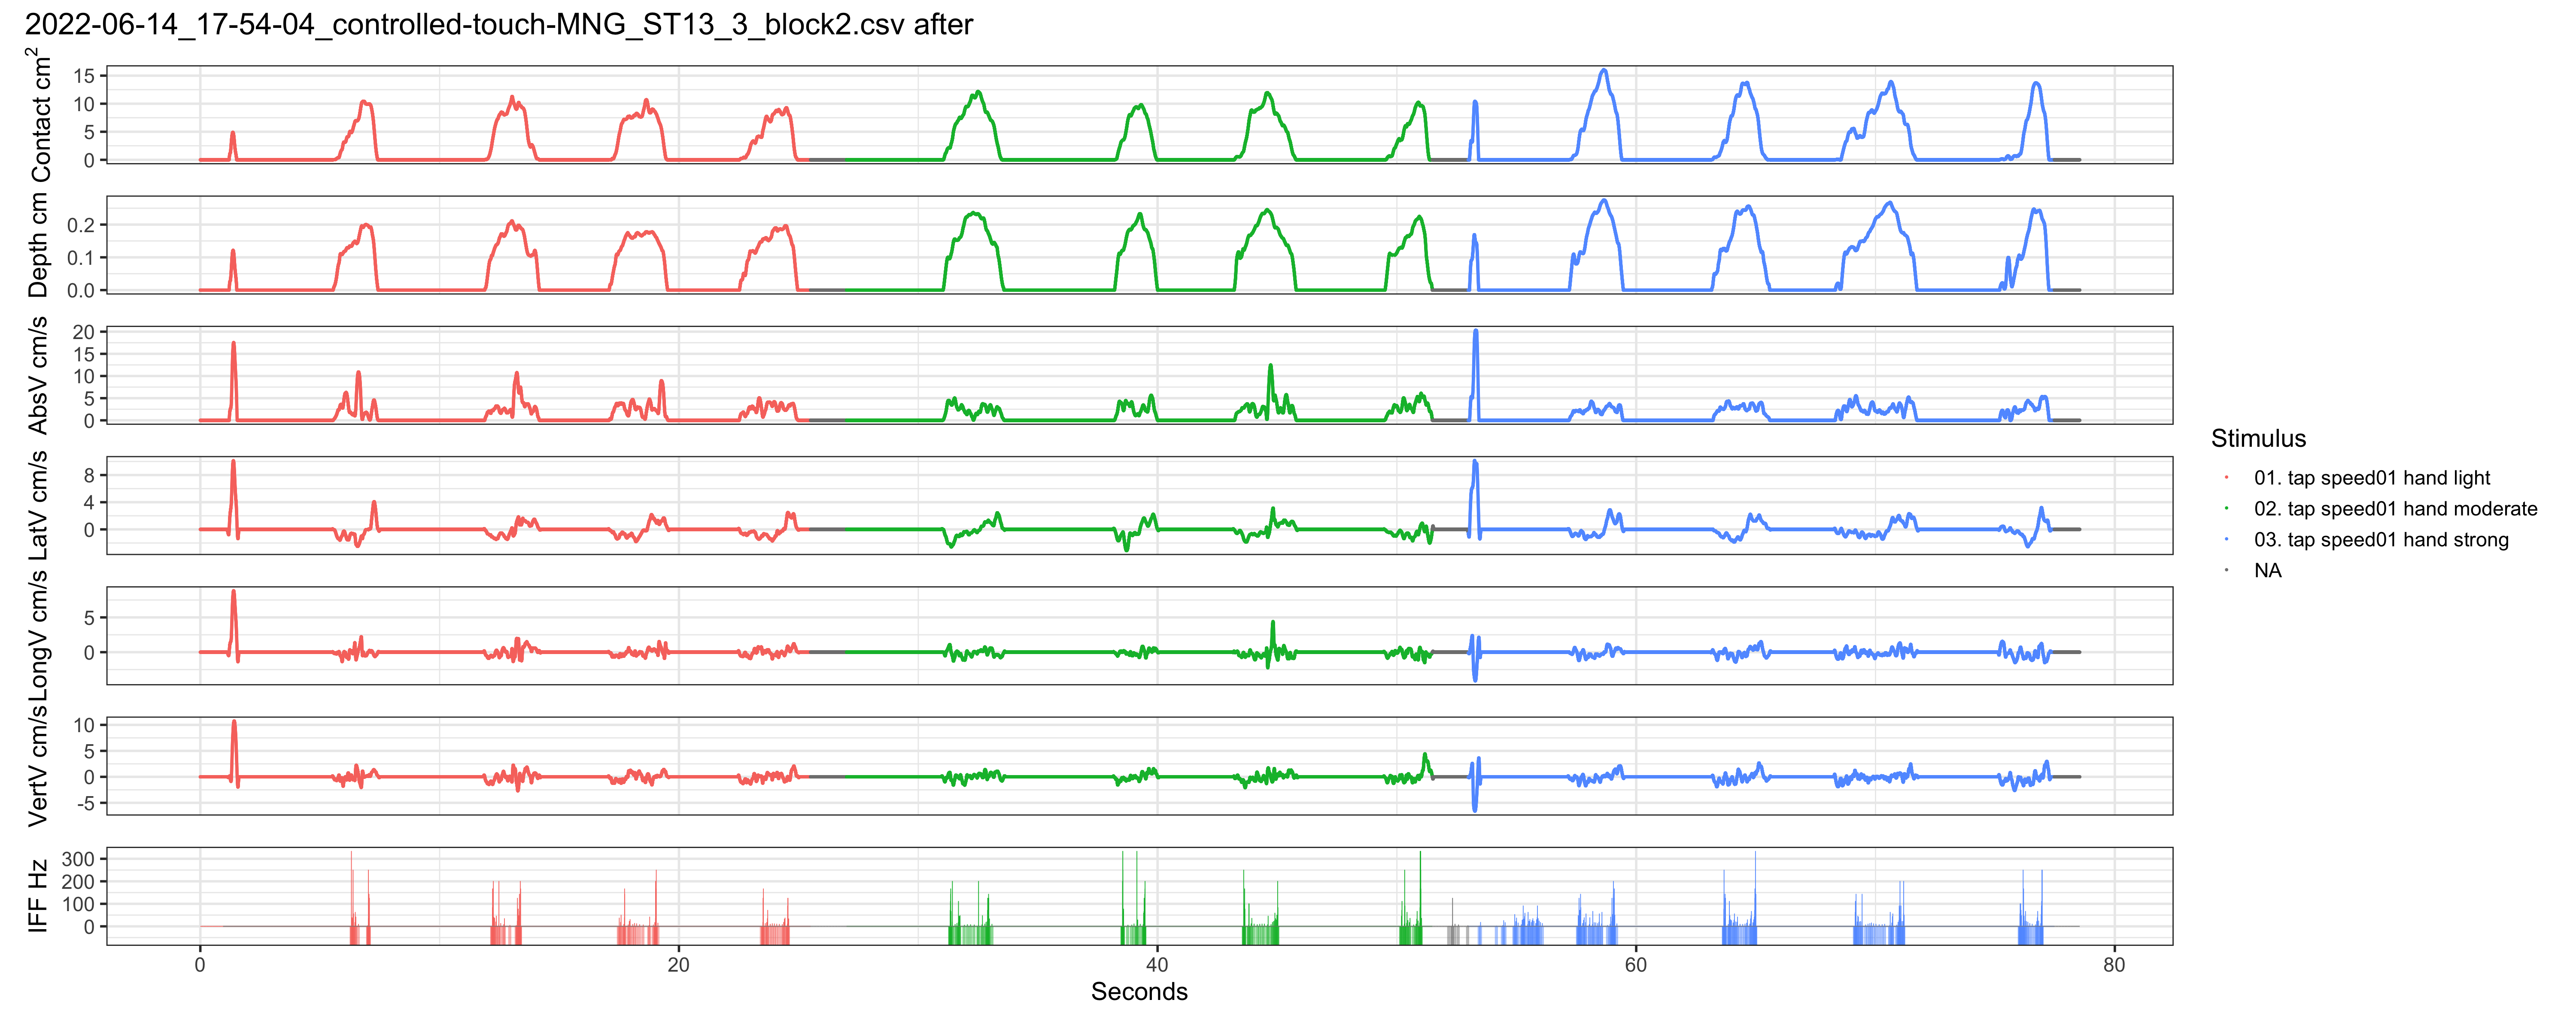 2022-06-14_17-54-04_controlled-touch-MNG_ST13_3_block2.csv after
Contact cm²
15
10
5
0
Depth cm
0.2
0.1
0.0
AbsV cm/s
20
15
10
5
0
LatV cm/s
8
4
0
LongV cm/s
5
0
VertV cm/s
10
5
0
-5
IFF Hz
300
200
100
0
0
20
40
60
80
Seconds
Stimulus
01. tap speed01 hand light
02. tap speed01 hand moderate
03. tap speed01 hand strong
NA